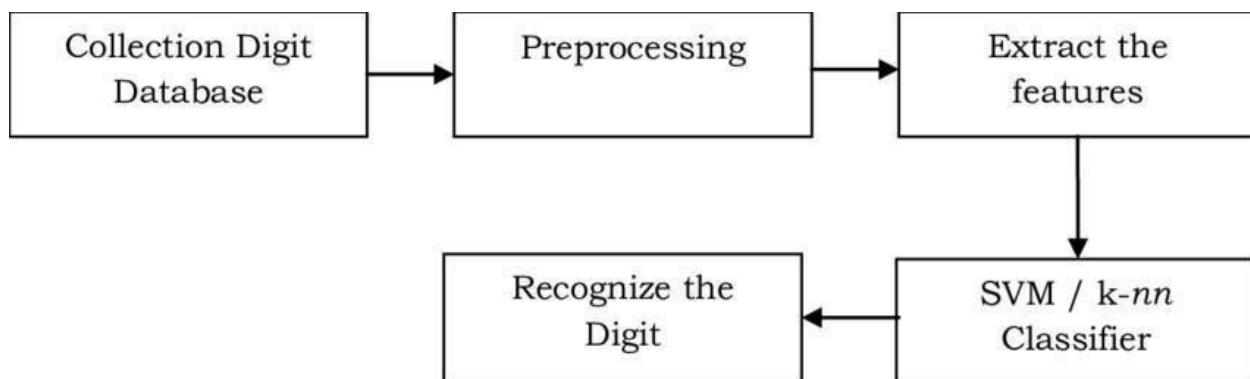 Collection Digit
Database
Preprocessing
Extract the
features
SVM / k-nn
Classifier
Recognize the
Digit